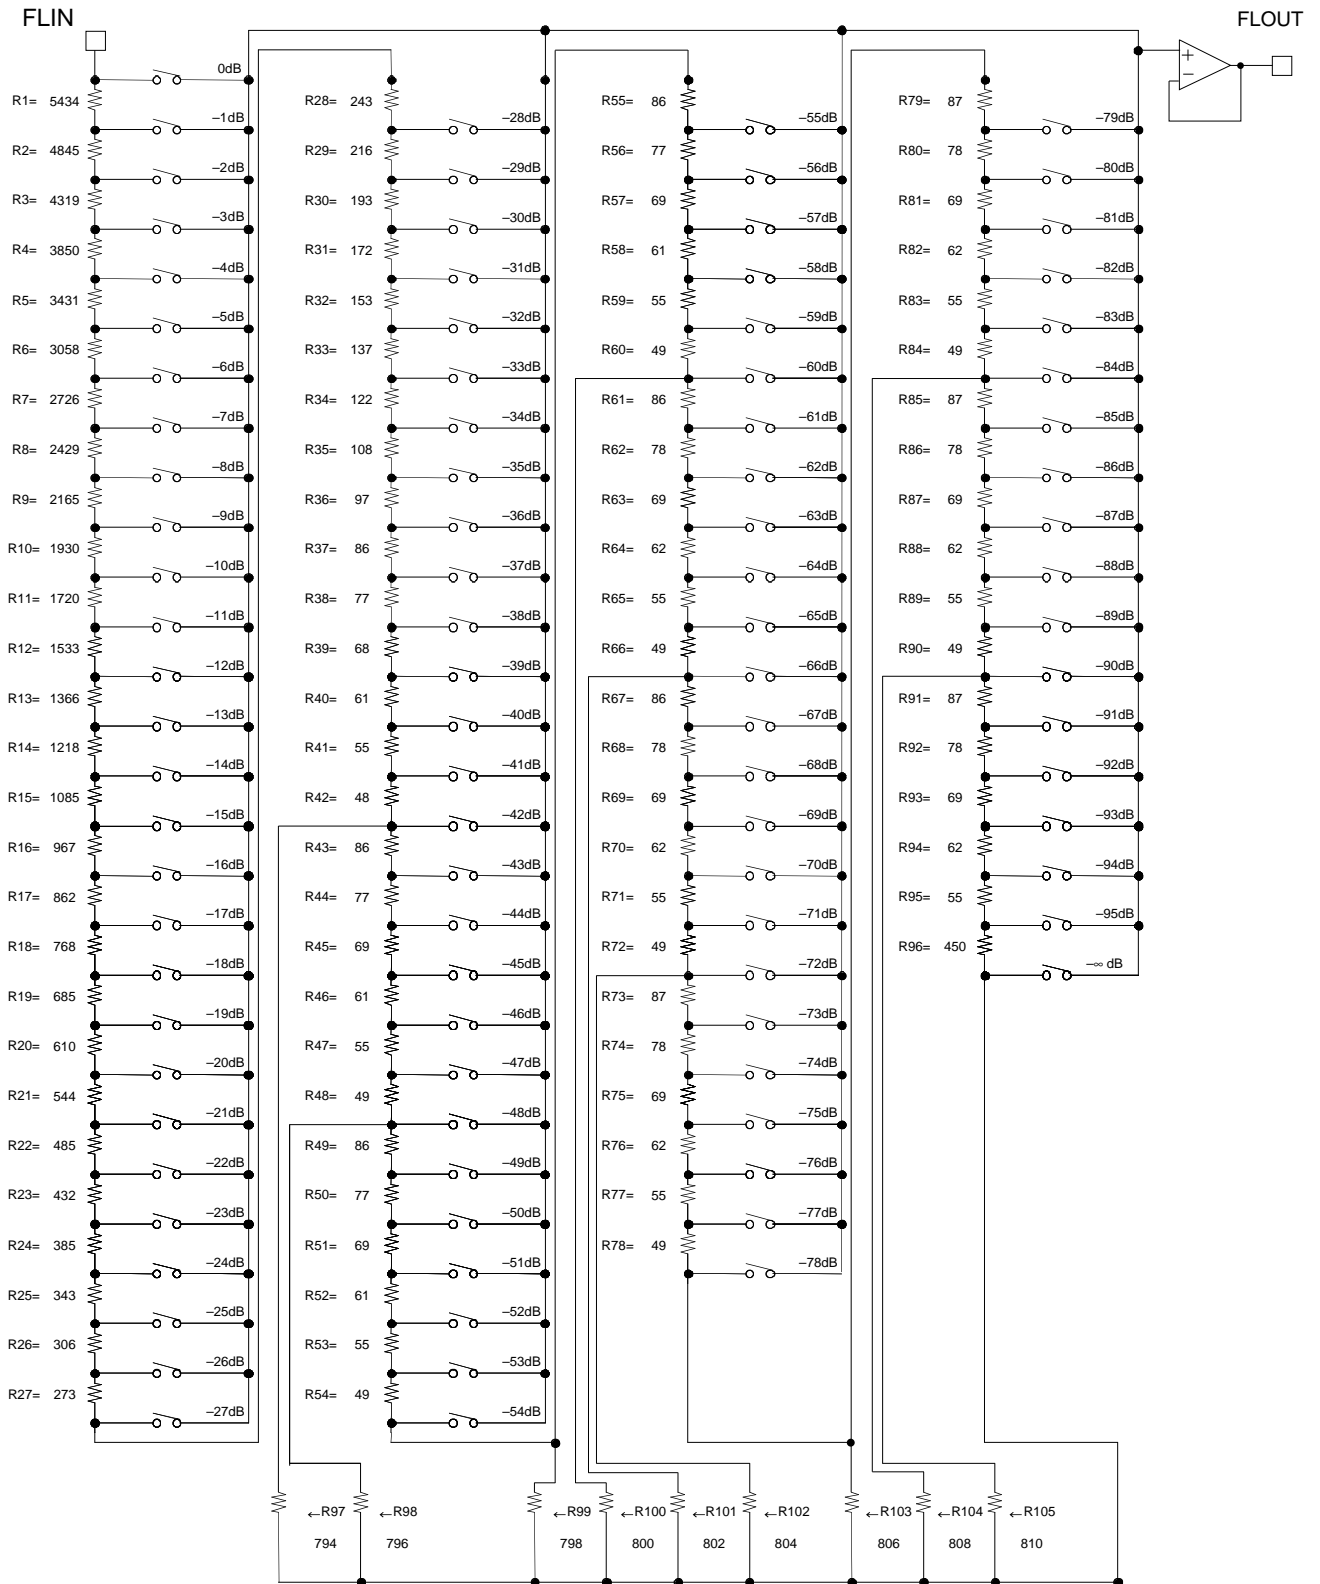 FLIN
FLOUT
0dB
R1= 5434
–1dB
R2= 4845
–2dB
R3= 4319
–3dB
R4= 3850
–4dB
R5= 3431
–5dB
R6= 3058
–6dB
R7= 2726
–7dB
R8= 2429
–8dB
R9= 2165
–9dB
R10= 1930
–10dB
R11= 1720
–11dB
R12= 1533
–12dB
R13= 1366
–13dB
R14= 1218
–14dB
R15= 1085
–15dB
R16= 967
–16dB
R17= 862
–17dB
R18= 768
–18dB
R19= 685
–19dB
R20= 610
–20dB
R21= 544
–21dB
R22= 485
–22dB
R23= 432
–23dB
R24= 385
–24dB
R25= 343
–25dB
R26= 306
–26dB
R27= 273
–27dB
R28= 243
–28dB
R29= 216
–29dB
R30= 193
–30dB
R31= 172
–31dB
R32= 153
–32dB
R33= 137
–33dB
R34= 122
–34dB
R35= 108
–35dB
R36= 97
–36dB
R37= 86
–37dB
R38= 77
–38dB
R39= 68
–39dB
R40= 61
–40dB
R41= 55
–41dB
R42= 48
–42dB
R43= 86
–43dB
R44= 77
–44dB
R45= 69
–45dB
R46= 61
–46dB
R47= 55
–47dB
R48= 49
–48dB
R49= 86
–49dB
R50= 77
–50dB
R51= 69
–51dB
R52= 61
–52dB
R53= 55
–53dB
R54= 49
–54dB
R55= 86
–55dB
R56= 77
–56dB
R57= 69
–57dB
R58= 61
–58dB
R59= 55
–59dB
R60= 49
–60dB
R61= 86
–61dB
R62= 78
–62dB
R63= 69
–63dB
R64= 62
–64dB
R65= 55
–65dB
R66= 49
–66dB
R67= 86
–67dB
R68= 78
–68dB
R69= 69
–69dB
R70= 62
–70dB
R71= 55
–71dB
R72= 49
–72dB
R73= 87
–73dB
R74= 78
–74dB
R75= 69
–75dB
R76= 62
–76dB
R77= 55
–77dB
R78= 49
–78dB
R79= 87
–79dB
R80= 78
–80dB
R81= 69
–81dB
R82= 62
–82dB
R83= 55
–83dB
R84= 49
–84dB
R85= 87
–85dB
R86= 78
–86dB
R87= 69
–87dB
R88= 62
–88dB
R89= 55
–89dB
R90= 49
–90dB
R91= 87
–91dB
R92= 78
–92dB
R93= 69
–93dB
R94= 62
–94dB
R95= 55
–95dB
R96= 450
–∞ dB
+
–
←R97
794
←R98
796
←R99
798
←R100
800
←R101
802
←R102
804
←R103
806
←R104
808
←R105
810